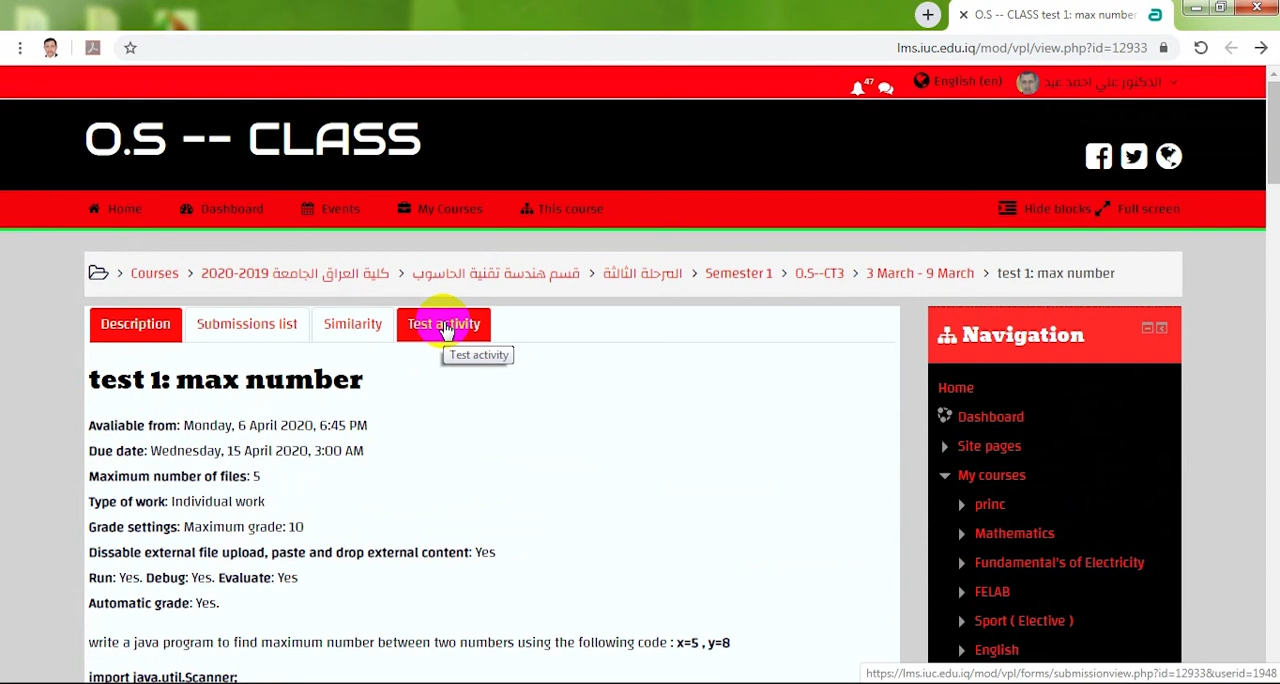 O.S -- CLASS test 1: max number
lms.iuc.edu.iq/mod/vpl/view.php?id=12933
47
English (en)
الدكتور علي احمد عيد
O.S -- CLASS
Home
Dashboard
Events
My Courses
This course
Hide blocks
Full screen
Courses
كلية العراق الجامعة 2019-2020
قسم هندسة تقنية الحاسوب
المرحلة الثالثة
Semester 1
O.S--CT3
3 March - 9 March
test 1: max number
Description
Submissions list
Similarity
Test activity
Test activity
test 1: max number
Avaliable from: Monday, 6 April 2020, 6:45 PM
Due date: Wednesday, 15 April 2020, 3:00 AM
Maximum number of files: 5
Type of work: Individual work
Grade settings: Maximum grade: 10
Dissable external file upload, paste and drop external content: Yes
Run: Yes. Debug: Yes. Evaluate: Yes
Automatic grade: Yes.
write a java program to find maximum number between two numbers using the following code : x=5 , y=8
import java.util.Scanner;
Navigation
Home
Dashboard
Site pages
My courses
princ
Mathematics
Fundamental's of Electricity
FELAB
Sport ( Elective )
English
https://lms.iuc.edu.iq/mod/vpl/forms/submissionview.php?id=12933&userid=1948